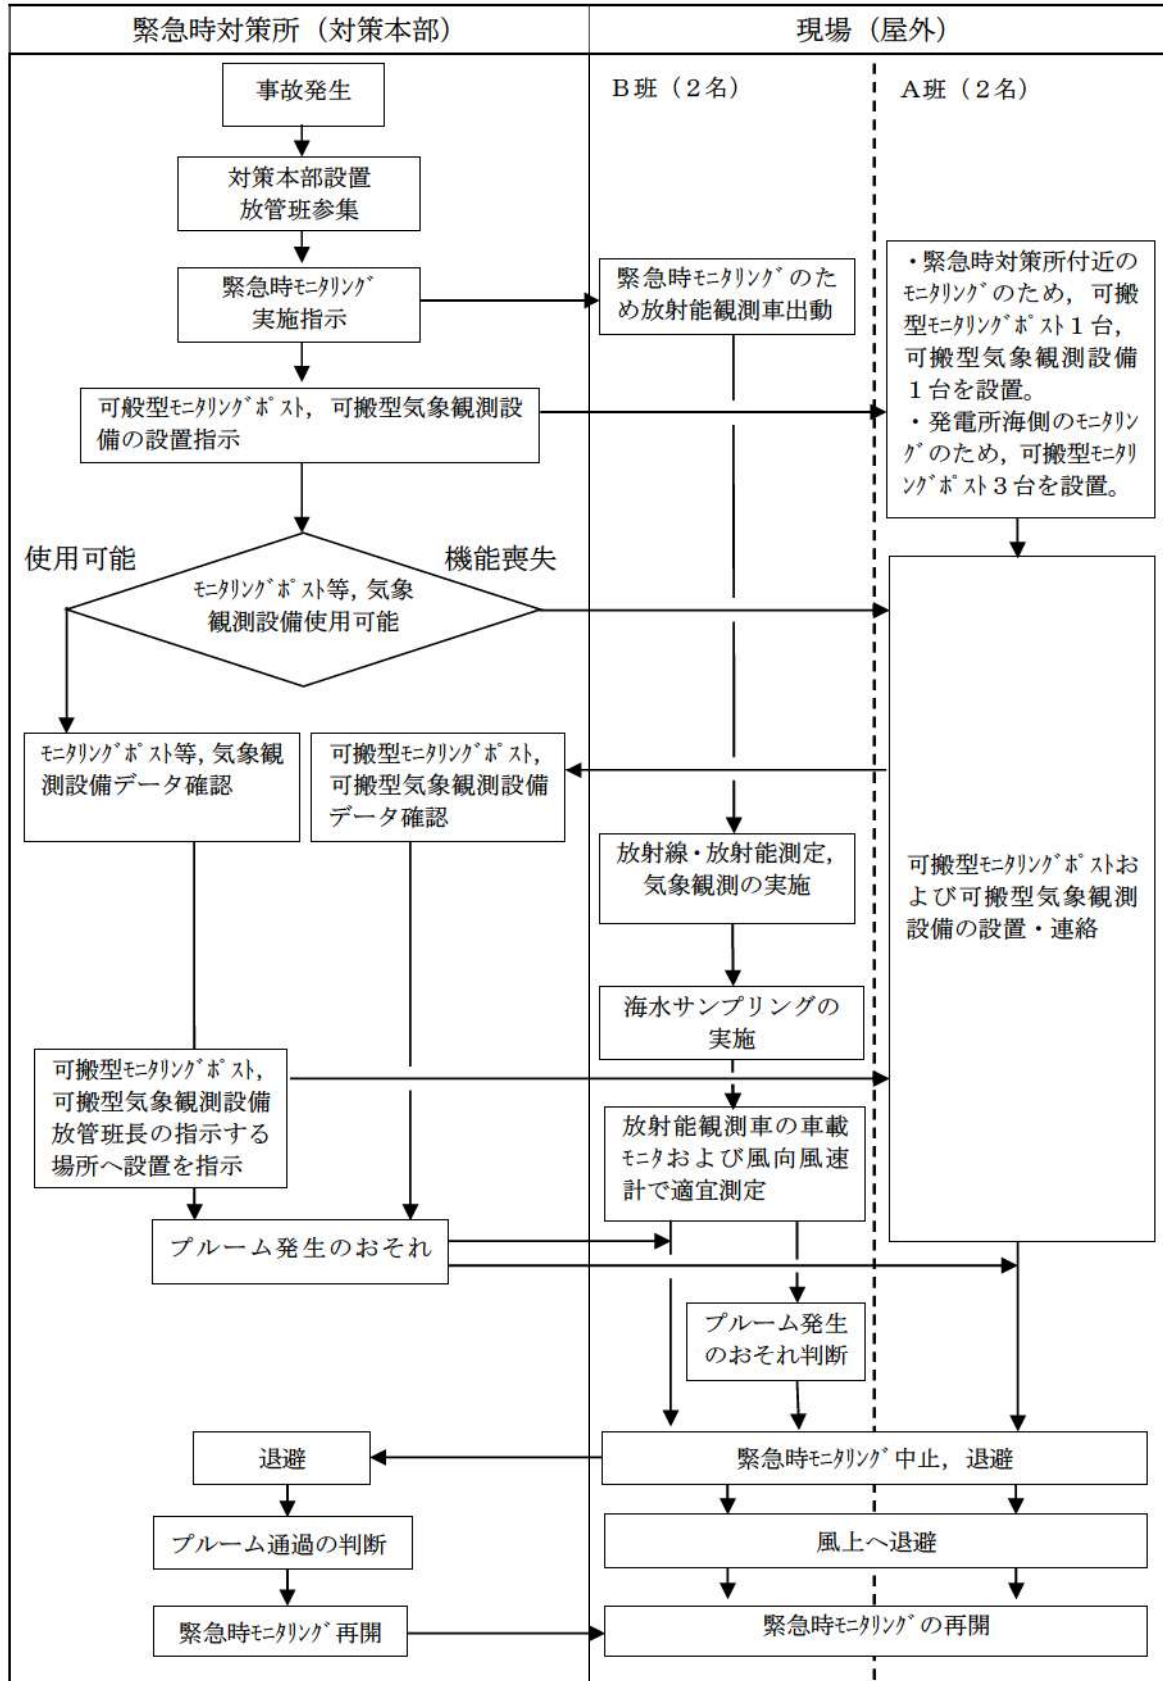 緊急時対策所（対策本部）
現場（屋外）
事故発生
Ｂ班（２名）
Ａ班（２名）
対策本部設置
放管班参集
緊急時ﾓﾆﾀﾘﾝｸﾞ
実施指示
緊急時ﾓﾆﾀﾘﾝｸﾞのた
め放射能観測車出動
・緊急時対策所付近の
ﾓﾆﾀﾘﾝｸﾞのため，可搬
型ﾓﾆﾀﾘﾝｸﾞﾎﾟｽﾄ１台，
可搬型気象観測設備
１台を設置。
・発電所海側のﾓﾆﾀﾘﾝ
ｸﾞのため，可搬型ﾓﾆﾀﾘ
ﾝｸﾞﾎﾟｽﾄ３台を設置。
可般型ﾓﾆﾀﾘﾝｸﾞﾎﾟｽﾄ，可搬型気象観測設
備の設置指示
使用可能
機能喪失
ﾓﾆﾀﾘﾝｸﾞﾎﾟｽﾄ等，気象
観測設備使用可能
ﾓﾆﾀﾘﾝｸﾞﾎﾟｽﾄ等，気象観
測設備データ確認
可搬型ﾓﾆﾀﾘﾝｸﾞﾎﾟｽﾄ，
可搬型気象観測設備
データ確認
放射線・放射能測定，
気象観測の実施
可搬型ﾓﾆﾀﾘﾝｸﾞﾎﾟｽﾄお
よび可搬型気象観測
設備の設置・連絡
海水サンプリングの
実施
可搬型ﾓﾆﾀﾘﾝｸﾞﾎﾟｽﾄ，
可搬型気象観測設備
放管班長の指示する
場所へ設置を指示
放射能観測車の車載
ﾓﾆﾀおよび風向風速
計で適宜測定
プルーム発生のおそれ
プルーム発生
のおそれ判断
退避
緊急時ﾓﾆﾀﾘﾝｸﾞ中止，退避
プルーム通過の判断
風上へ退避
緊急時ﾓﾆﾀﾘﾝｸﾞ再開
緊急時ﾓﾆﾀﾘﾝｸﾞの再開